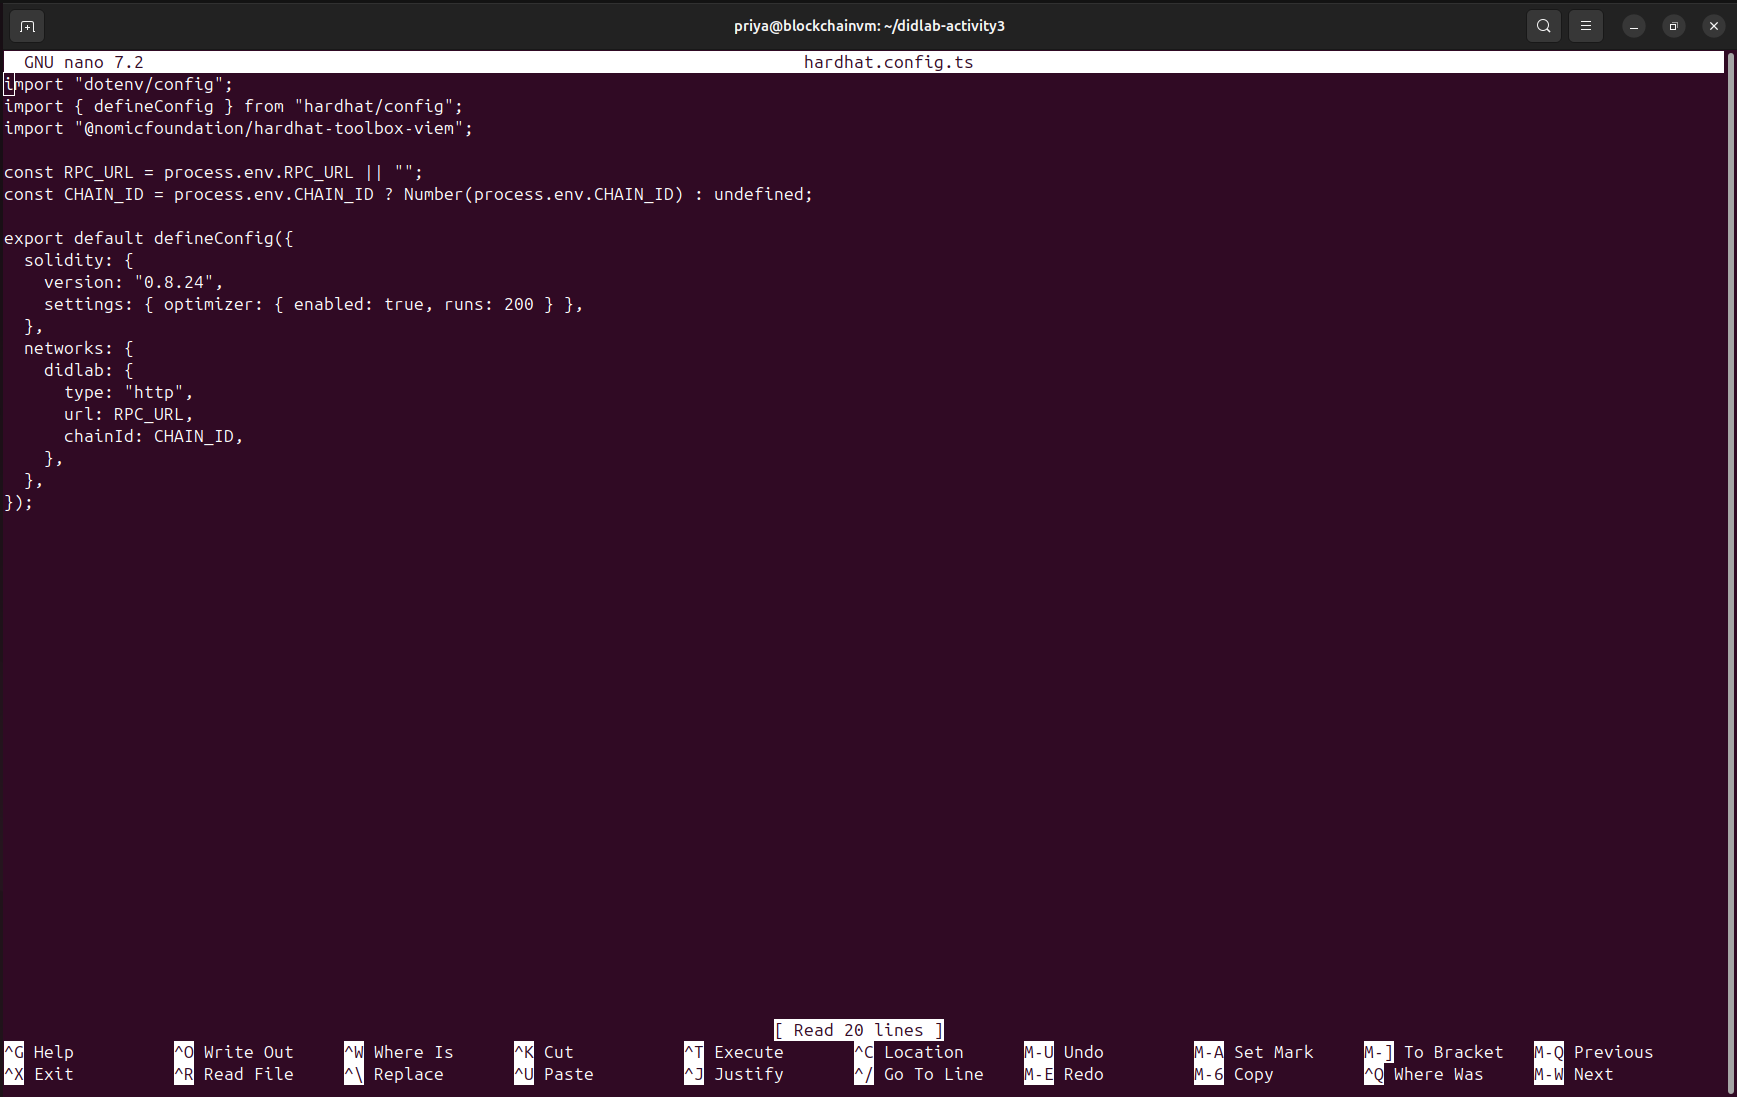 priya@blockchainvm: ~/didlab-activity3
GNU nano 7.2 hardhat.config.ts
import "dotenv/config";
import { defineConfig } from "hardhat/config";
import "@nomicfoundation/hardhat-toolbox-viem";

const RPC_URL = process.env.RPC_URL || "";
const CHAIN_ID = process.env.CHAIN_ID ? Number(process.env.CHAIN_ID) : undefined;

export default defineConfig({
  solidity: {
    version: "0.8.24",
    settings: { optimizer: { enabled: true, runs: 200 } },
  },
  networks: {
    didlab: {
      type: "http",
      url: RPC_URL,
      chainId: CHAIN_ID,
    },
  },
});
[ Read 20 lines ]
^G Help ^O Write Out ^W Where Is ^K Cut ^T Execute ^C Location M-U Undo M-A Set Mark M-] To Bracket M-Q Previous
^X Exit ^R Read File ^\ Replace ^U Paste ^J Justify ^/ Go To Line M-E Redo M-6 Copy ^Q Where Was M-W Next